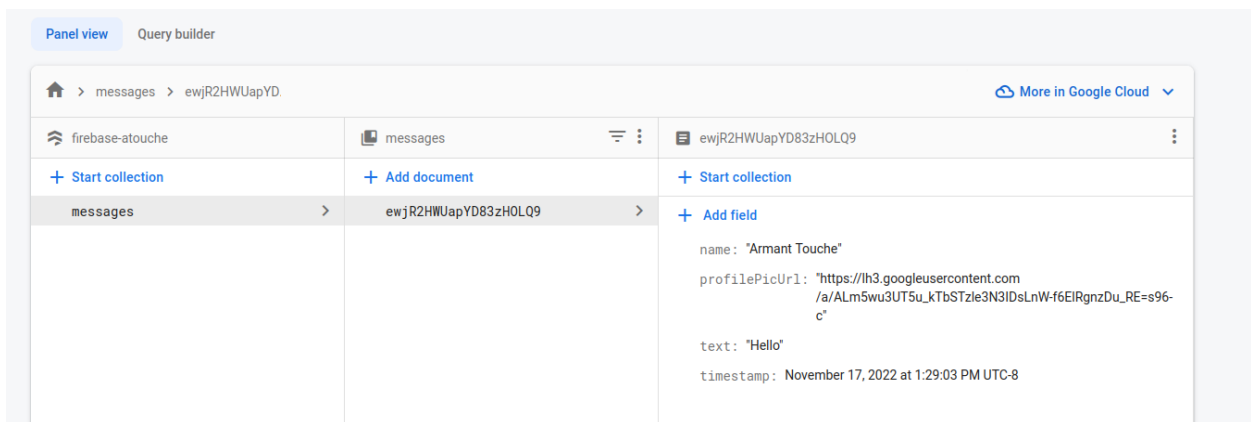 Panel view Query builder
> messages > ewjR2HWUapYD.
More in Google Cloud
firebase-atouche
messages
ewjR2HWUapYD83zHOLQ9
+ Start collection
+ Add document
+ Start collection
messages >
ewjR2HWUapYD83zHOLQ9 >
+ Add field
name: "Armant Touche"
profilePicUrl: "https://lh3.googleusercontent.com
/a/ALm5wu3UT5u_kTbSTzle3N3IDsLnW-f6ElRgnzDu_RE=s96-
c"
text: "Hello"
timestamp: November 17, 2022 at 1:29:03 PM UTC-8